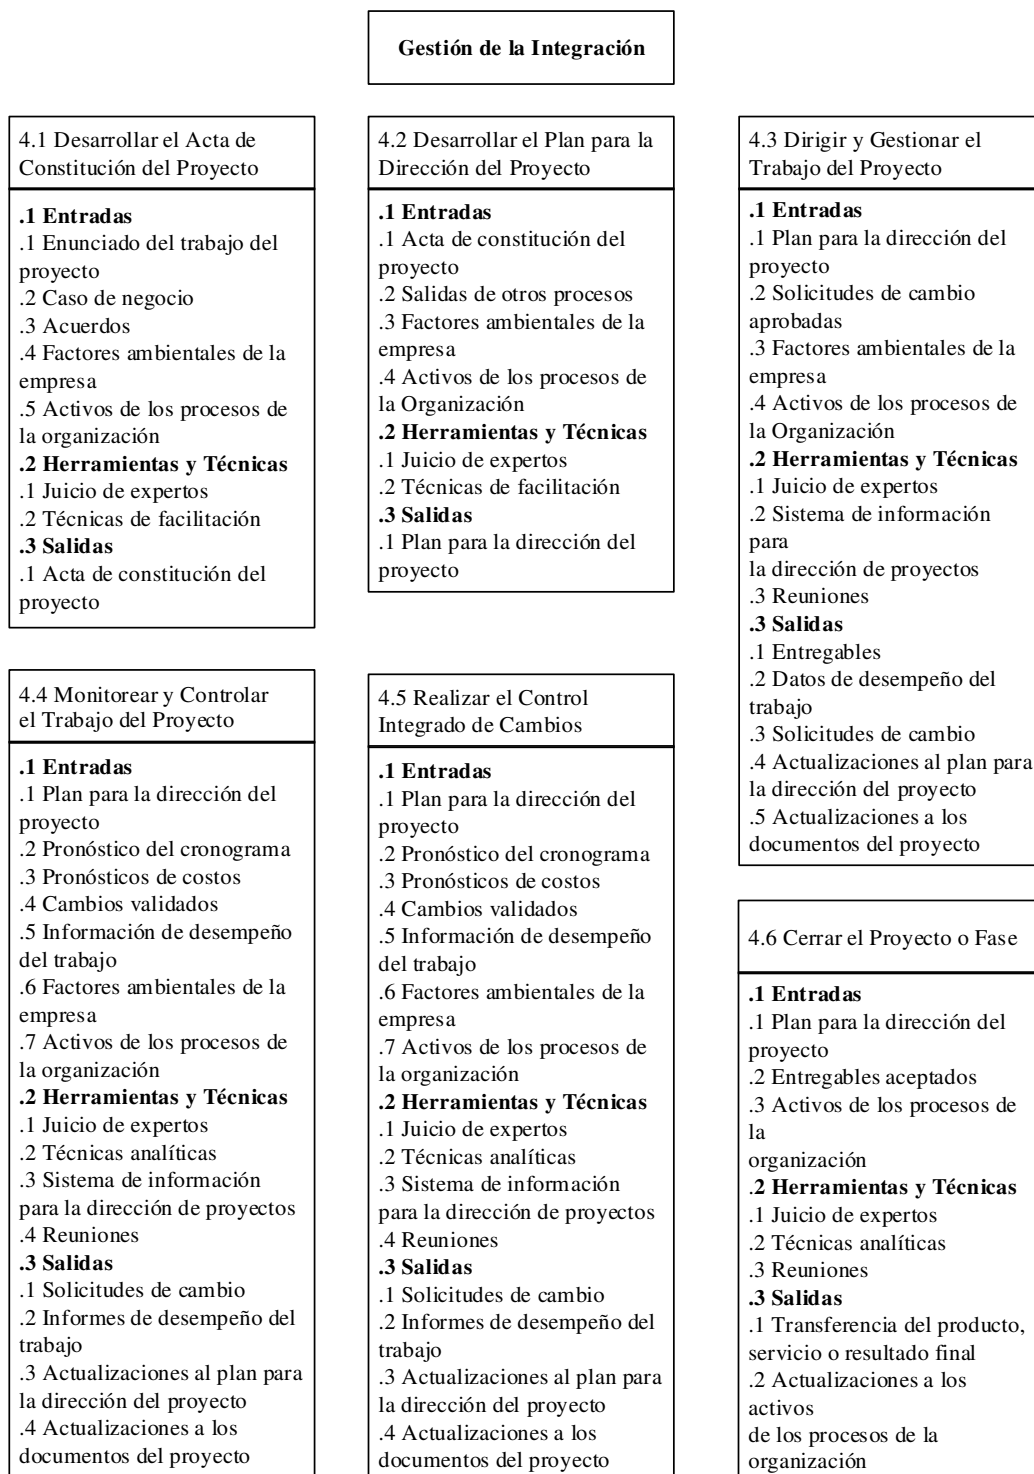 Gestión de la Integración
4.1 Desarrollar el Acta de
Constitución del Proyecto
.1 Entradas
.1 Enunciado del trabajo del
proyecto
.2 Caso de negocio
.3 Acuerdos
.4 Factores ambientales de la
empresa
.5 Activos de los procesos de
la organización
.2 Herramientas y Técnicas
.1 Juicio de expertos
.2 Técnicas de facilitación
.3 Salidas
.1 Acta de constitución del
proyecto
4.2 Desarrollar el Plan para la
Dirección del Proyecto
.1 Entradas
.1 Acta de constitución del
proyecto
.2 Salidas de otros procesos
.3 Factores ambientales de la
empresa
.4 Activos de los procesos de
la Organización
.2 Herramientas y Técnicas
.1 Juicio de expertos
.2 Técnicas de facilitación
.3 Salidas
.1 Plan para la dirección del
proyecto
4.3 Dirigir y Gestionar el
Trabajo del Proyecto
.1 Entradas
.1 Plan para la dirección del
proyecto
.2 Solicitudes de cambio
aprobadas
.3 Factores ambientales de la
empresa
.4 Activos de los procesos de
la Organización
.2 Herramientas y Técnicas
.1 Juicio de expertos
.2 Sistema de información
para
la dirección de proyectos
.3 Reuniones
.3 Salidas
.1 Entregables
.2 Datos de desempeño del
trabajo
.3 Solicitudes de cambio
.4 Actualizaciones al plan para
la dirección del proyecto
.5 Actualizaciones a los
documentos del proyecto
4.4 Monitorear y Controlar
el Trabajo del Proyecto
.1 Entradas
.1 Plan para la dirección del
proyecto
.2 Pronóstico del cronograma
.3 Pronósticos de costos
.4 Cambios validados
.5 Información de desempeño
del trabajo
.6 Factores ambientales de la
empresa
.7 Activos de los procesos de
la organización
.2 Herramientas y Técnicas
.1 Juicio de expertos
.2 Técnicas analíticas
.3 Sistema de información
para la dirección de proyectos
.4 Reuniones
.3 Salidas
.1 Solicitudes de cambio
.2 Informes de desempeño del
trabajo
.3 Actualizaciones al plan para
la dirección del proyecto
.4 Actualizaciones a los
documentos del proyecto
4.5 Realizar el Control
Integrado de Cambios
.1 Entradas
.1 Plan para la dirección del
proyecto
.2 Pronóstico del cronograma
.3 Pronósticos de costos
.4 Cambios validados
.5 Información de desempeño
del trabajo
.6 Factores ambientales de la
empresa
.7 Activos de los procesos de
la organización
.2 Herramientas y Técnicas
.1 Juicio de expertos
.2 Técnicas analíticas
.3 Sistema de información
para la dirección de proyectos
.4 Reuniones
.3 Salidas
.1 Solicitudes de cambio
.2 Informes de desempeño del
trabajo
.3 Actualizaciones al plan para
la dirección del proyecto
.4 Actualizaciones a los
documentos del proyecto
4.6 Cerrar el Proyecto o Fase
.1 Entradas
.1 Plan para la dirección del
proyecto
.2 Entregables aceptados
.3 Activos de los procesos de
la
organización
.2 Herramientas y Técnicas
.1 Juicio de expertos
.2 Técnicas analíticas
.3 Reuniones
.3 Salidas
.1 Transferencia del producto,
servicio o resultado final
.2 Actualizaciones a los
activos
de los procesos de la
organización